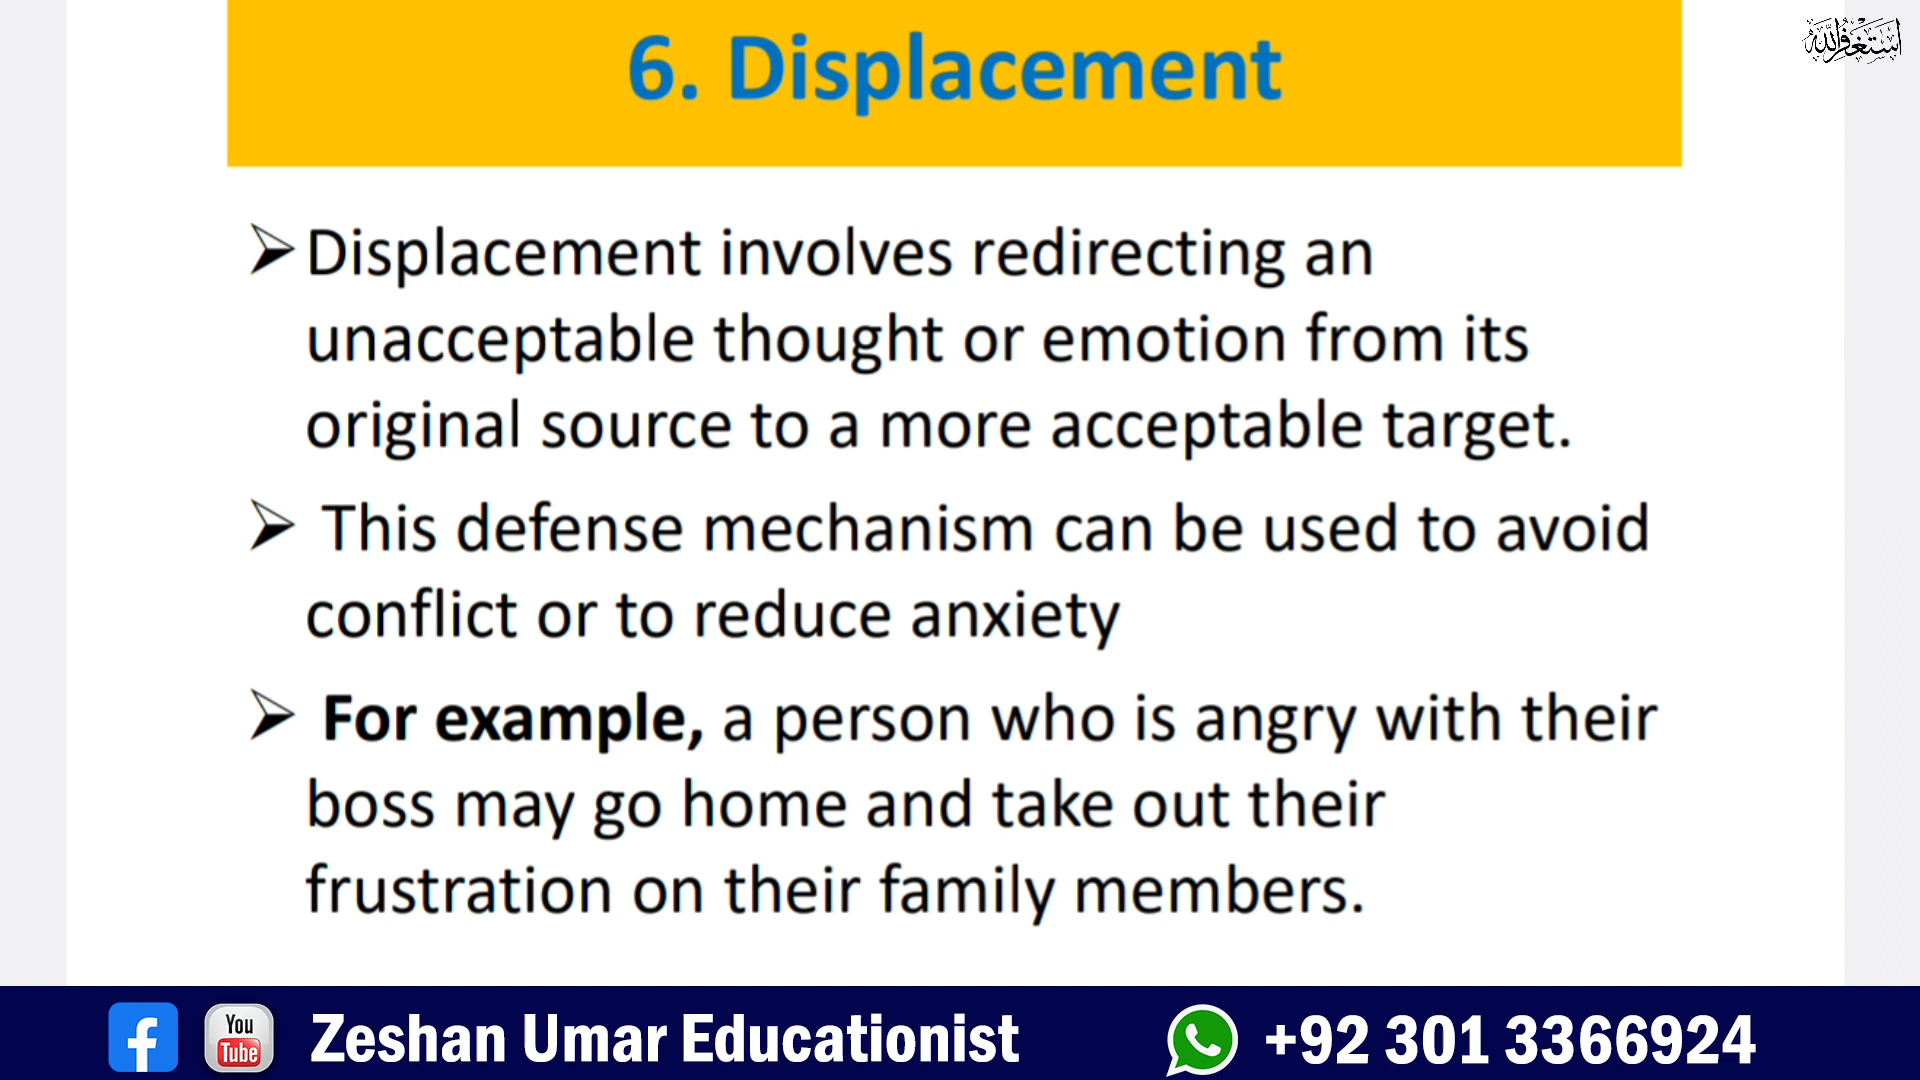 6. Displacement
أستغفر الله
➢Displacement involves redirecting an
unacceptable thought or emotion from its
original source to a more acceptable target.
➢ This defense mechanism can be used to avoid
conflict or to reduce anxiety
➢ For example, a person who is angry with their
boss may go home and take out their
frustration on their family members.
f You Tube Zeshan Umar Educationist +92 301 3366924